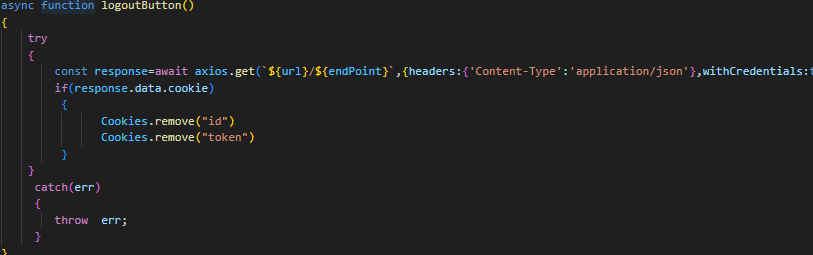 async function logoutButton()
{
try
{
const response=await axios.get(`${url}/${endPoint}`,{headers:{'Content-Type':'application/json'},withCredentials:
if(response.data.cookie)
{
Cookies.remove("id")
Cookies.remove("token")
}
}
catch(err)
{
throw err;
}
}